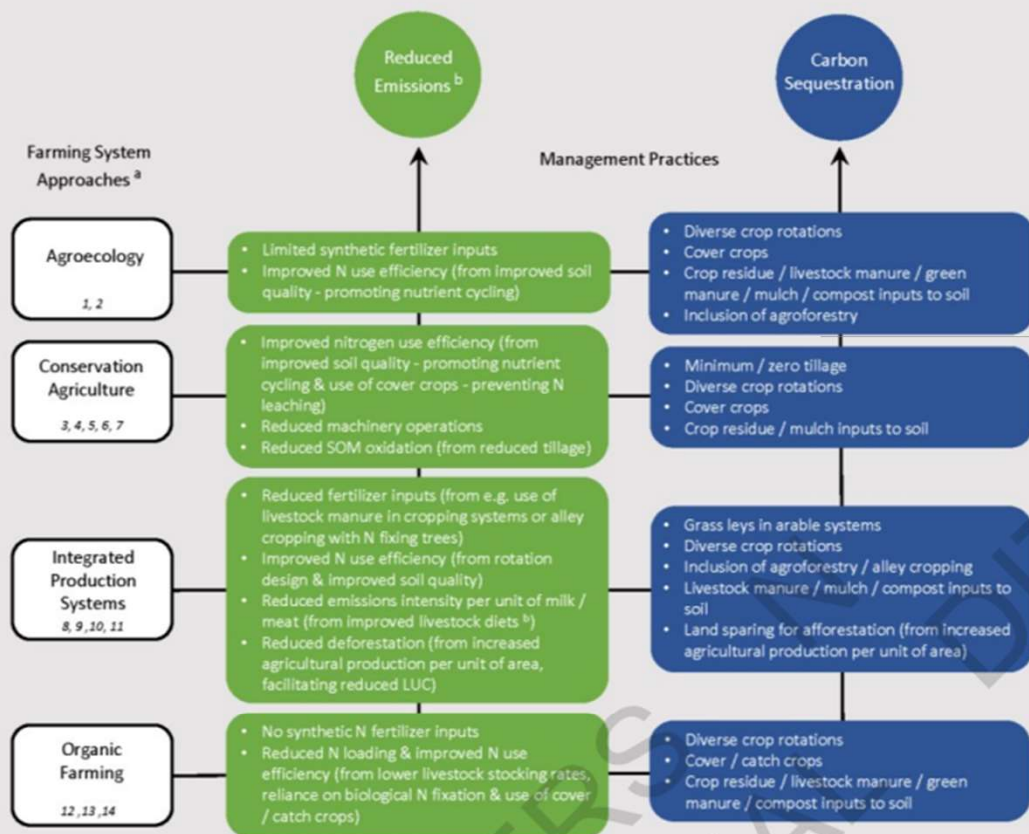 Reduced
Emissions b
Carbon
Sequestration
Farming System
Approaches a
Management Practices
Agroecology
1, 2
• Limited synthetic fertilizer inputs
• Improved N use efficiency (from improved soil
quality - promoting nutrient cycling)
• Diverse crop rotations
• Cover crops
• Crop residue / livestock manure / green
manure / mulch / compost inputs to soil
• Inclusion of agroforestry
Conservation
Agriculture
3, 4, 5, 6, 7
• Improved nitrogen use efficiency (from
improved soil quality - promoting nutrient
cycling & use of cover crops - preventing N
leaching)
• Reduced machinery operations
• Reduced SOM oxidation (from reduced tillage)
• Minimum / zero tillage
• Diverse crop rotations
• Cover crops
• Crop residue / mulch inputs to soil
Integrated
Production
Systems
8, 9 ,10, 11
• Reduced fertilizer inputs (from e.g. use of
livestock manure in cropping systems or alley
cropping with N fixing trees)
• Improved N use efficiency (from rotation
design & improved soil quality)
• Reduced emissions intensity per unit of milk /
meat (from improved livestock diets b)
• Reduced deforestation (from increased
agricultural production per unit of area,
facilitating reduced LUC)
• Grass leys in arable systems
• Diverse crop rotations
• Inclusion of agroforestry / alley cropping
• Livestock manure / mulch / compost inputs to
soil
• Land sparing for afforestation (from increased
agricultural production per unit of area)
Organic
Farming
12 ,13 ,14
• No synthetic N fertilizer inputs
• Reduced N loading & improved N use
efficiency (from lower livestock stocking rates,
reliance on biological N fixation & use of cover
/ catch crops)
• Diverse crop rotations
• Cover / catch crops
• Crop residue / livestock manure / green
manure / compost inputs to soil